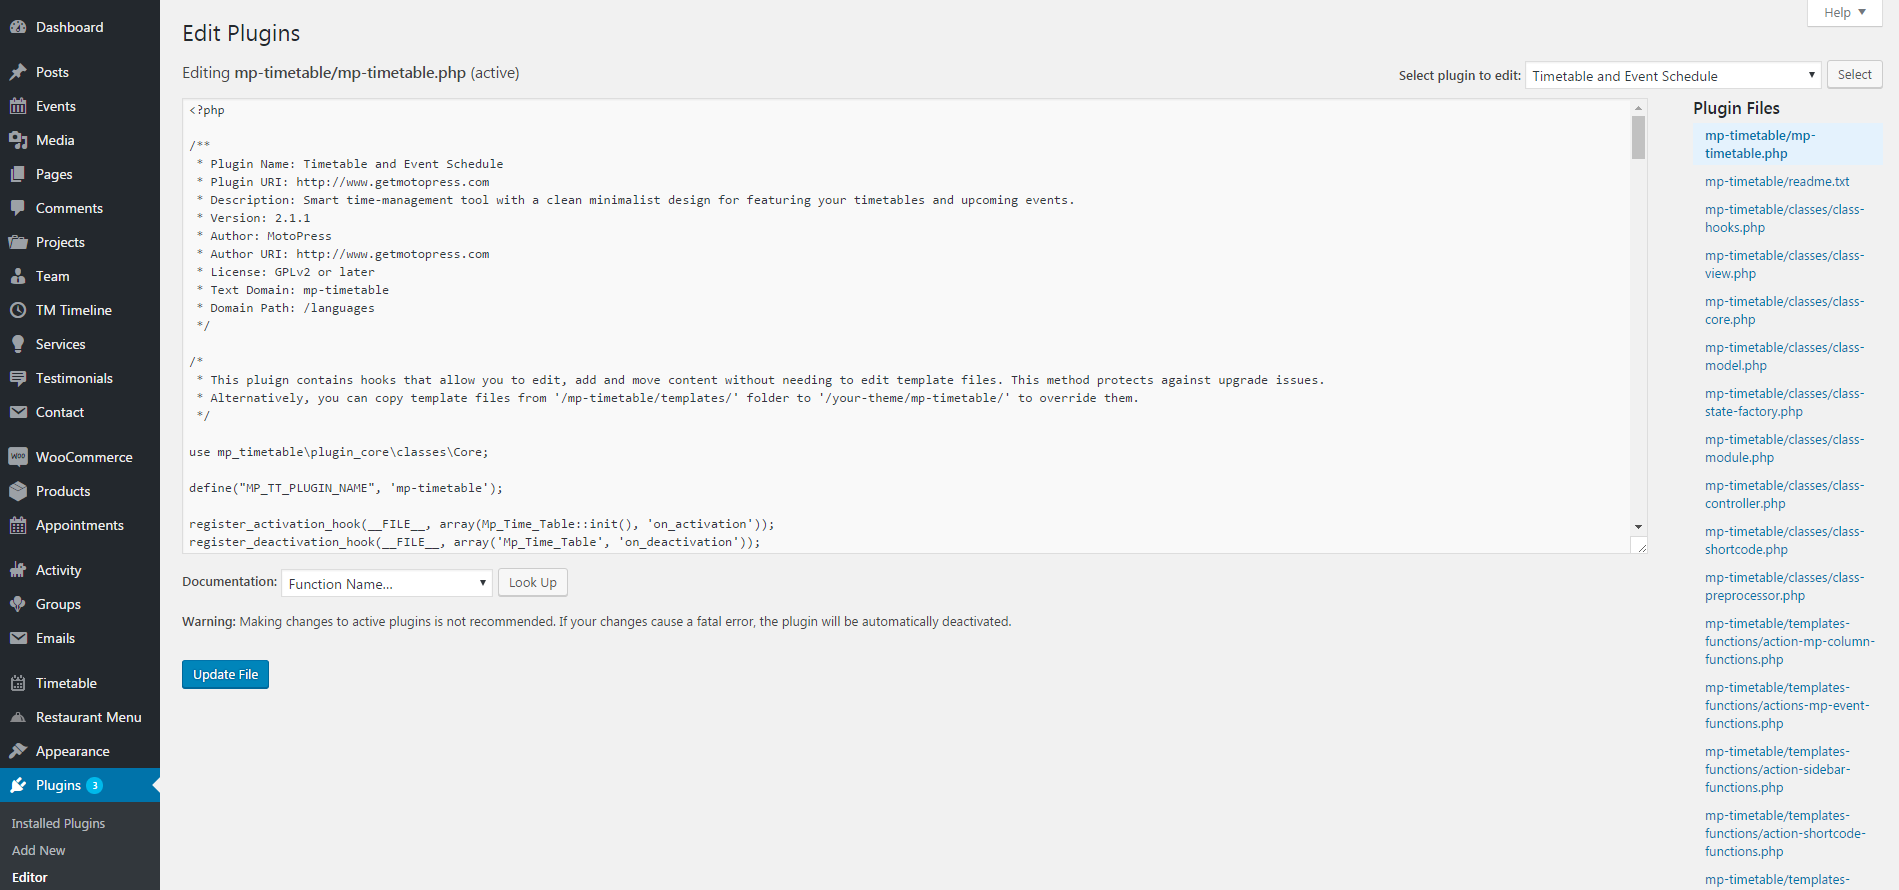 Dashboard
Posts
Events
Media
Pages
Comments
Projects
Team
TM Timeline
Services
Testimonials
Contact
WOO
WooCommerce
Products
Appointments
Activity
Groups
Emails
Timetable
Restaurant Menu
Appearance
Plugins 3
Installed Plugins
Add New
Editor
Help
Edit Plugins
Editing mp-timetable/mp-timetable.php (active)
Select plugin to edit: Timetable and Event Schedule Select
<?php
/**
* Plugin Name: Timetable and Event Schedule
* Plugin URI: http://www.getmotopress.com
* Description: Smart time-management tool with a clean minimalist design for featuring your timetables and upcoming events.
* Version: 2.1.1
* Author: MotoPress
* Author URI: http://www.getmotopress.com
* License: GPLv2 or later
* Text Domain: mp-timetable
* Domain Path: /languages
*/
/*
* This pluign contains hooks that allow you to edit, add and move content without needing to edit template files. This method protects against upgrade issues.
* Alternatively, you can copy template files from '/mp-timetable/templates/' folder to '/your-theme/mp-timetable/' to override them.
*/
use mp_timetable\plugin_core\classes\Core;
define("MP_TT_PLUGIN_NAME", 'mp-timetable');
register_activation_hook(__FILE__, array(Mp_Time_Table::init(), 'on_activation'));
register_deactivation_hook(__FILE__, array('Mp_Time_Table', 'on_deactivation'));
Documentation: Function Name... Look Up
Warning: Making changes to active plugins is not recommended. If your changes cause a fatal error, the plugin will be automatically deactivated.
Update File
Plugin Files
mp-timetable/mp-
timetable.php
mp-timetable/readme.txt
mp-timetable/classes/class-
hooks.php
mp-timetable/classes/class-
view.php
mp-timetable/classes/class-
core.php
mp-timetable/classes/class-
model.php
mp-timetable/classes/class-
state-factory.php
mp-timetable/classes/class-
module.php
mp-timetable/classes/class-
controller.php
mp-timetable/classes/class-
shortcode.php
mp-timetable/classes/class-
preprocessor.php
mp-timetable/templates-
functions/action-mp-column-
functions.php
mp-timetable/templates-
functions/actions-mp-event-
functions.php
mp-timetable/templates-
functions/action-sidebar-
functions.php
mp-timetable/templates-
functions/action-shortcode-
functions.php
mp-timetable/templates-